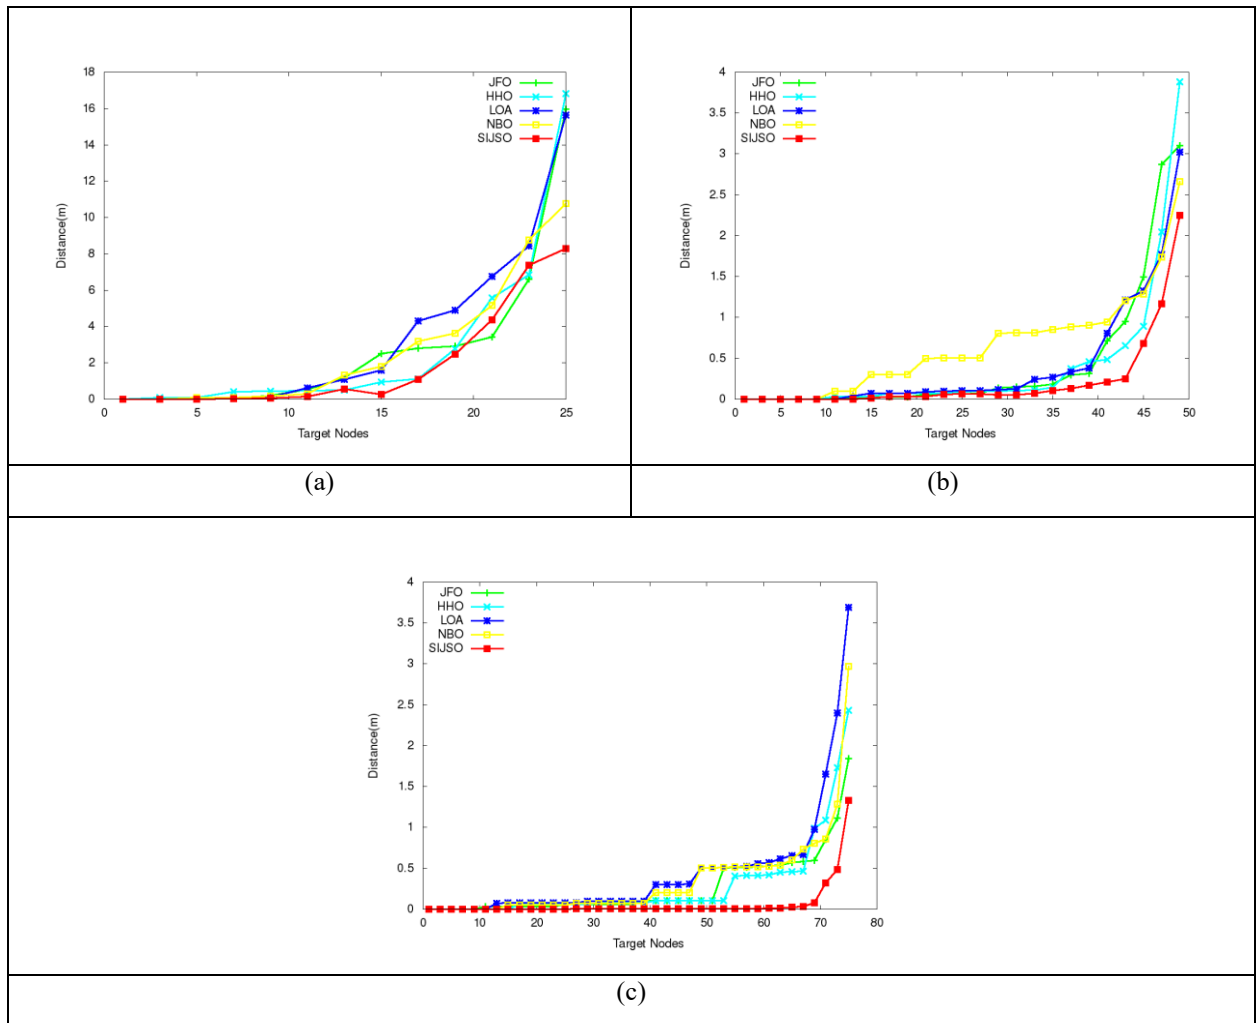 18
16
14
12
10
8
6
4
2
0
Distance(m)
JFO
HHO
LOA
NBO
SIJSO
0 5 10 15 20 25
Target Nodes
(a)
4
3.5
3
2.5
2
1.5
1
0.5
0
Distance(m)
JFO
HHO
LOA
NBO
SIJSO
0 5 10 15 20 25 30 35 40 45 50
Target Nodes
(b)
4
3.5
3
2.5
2
1.5
1
0.5
0
Distance(m)
JFO
HHO
LOA
NBO
SIJSO
0 10 20 30 40 50 60 70 80
Target Nodes
(c)